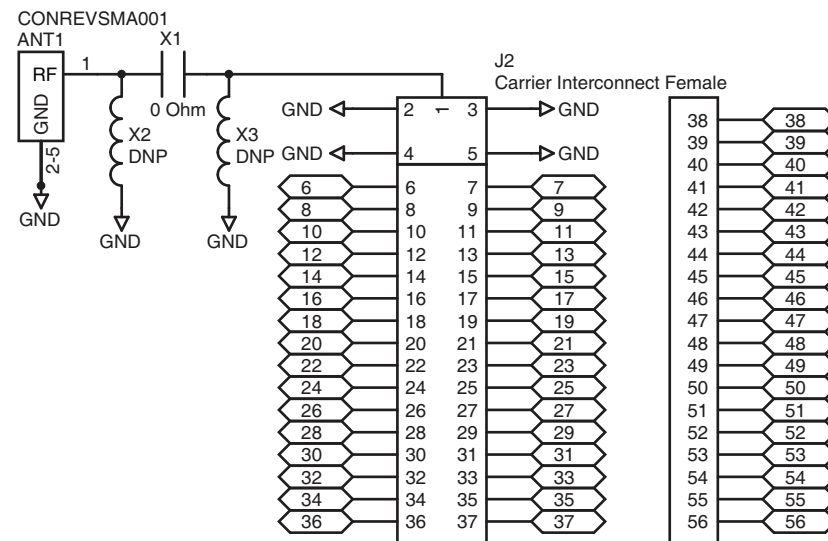 CONREVSMA001
ANT1
X1
RF
1
GND
2-5
GND
0 Ohm
X2
DNP
GND
X3
DNP
GND
J2
Carrier Interconnect Female
GND 2 1 3 GND
GND 4 5 GND
6 6 7 7
8 8 9 9
10 10 11 11
12 12 13 13
14 14 15 15
16 16 17 17
18 18 19 19
20 20 21 21
22 22 23 23
24 24 25 25
26 26 27 27
28 28 29 29
30 30 31 31
32 32 33 33
34 34 35 35
36 36 37 37
38 38
39 39
40 40
41 41
42 42
43 43
44 44
45 45
46 46
47 47
48 48
49 49
50 50
51 51
52 52
53 53
54 54
55 55
56 56